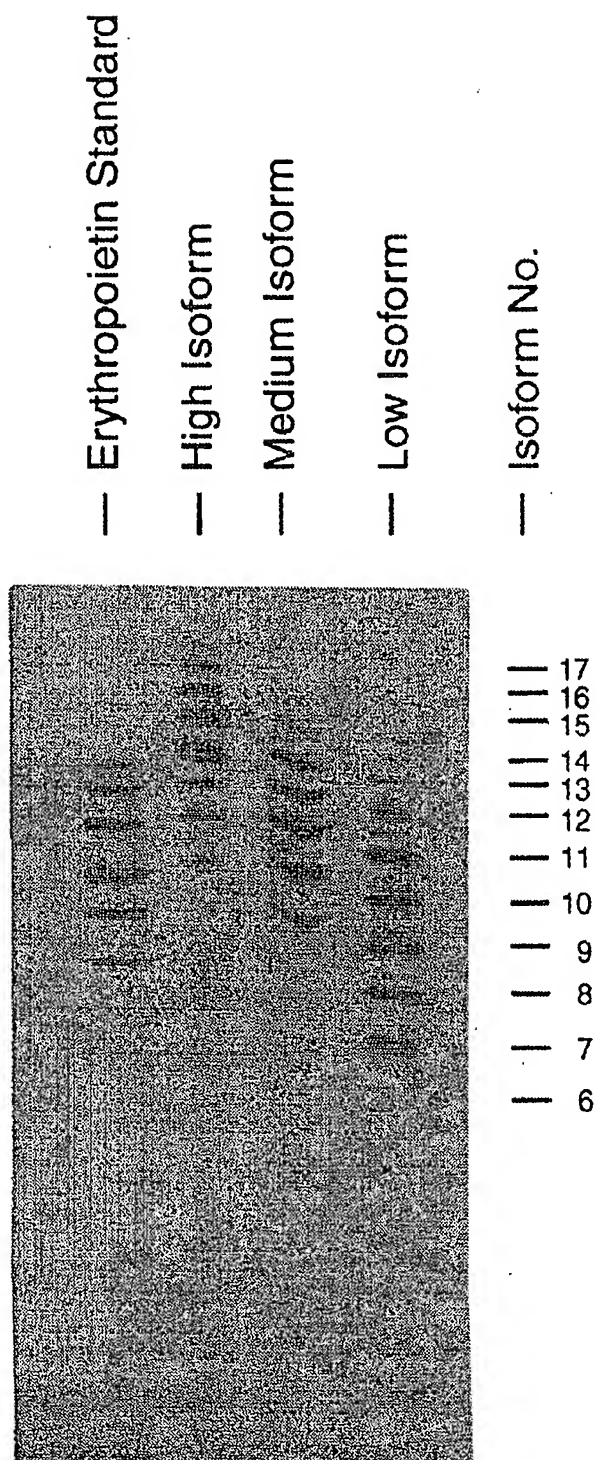 Erythropoietin Standard
High Isoform
Medium Isoform
Low Isoform
Isoform No.
17
16
15
14
13
12
11
10
9
8
7
6